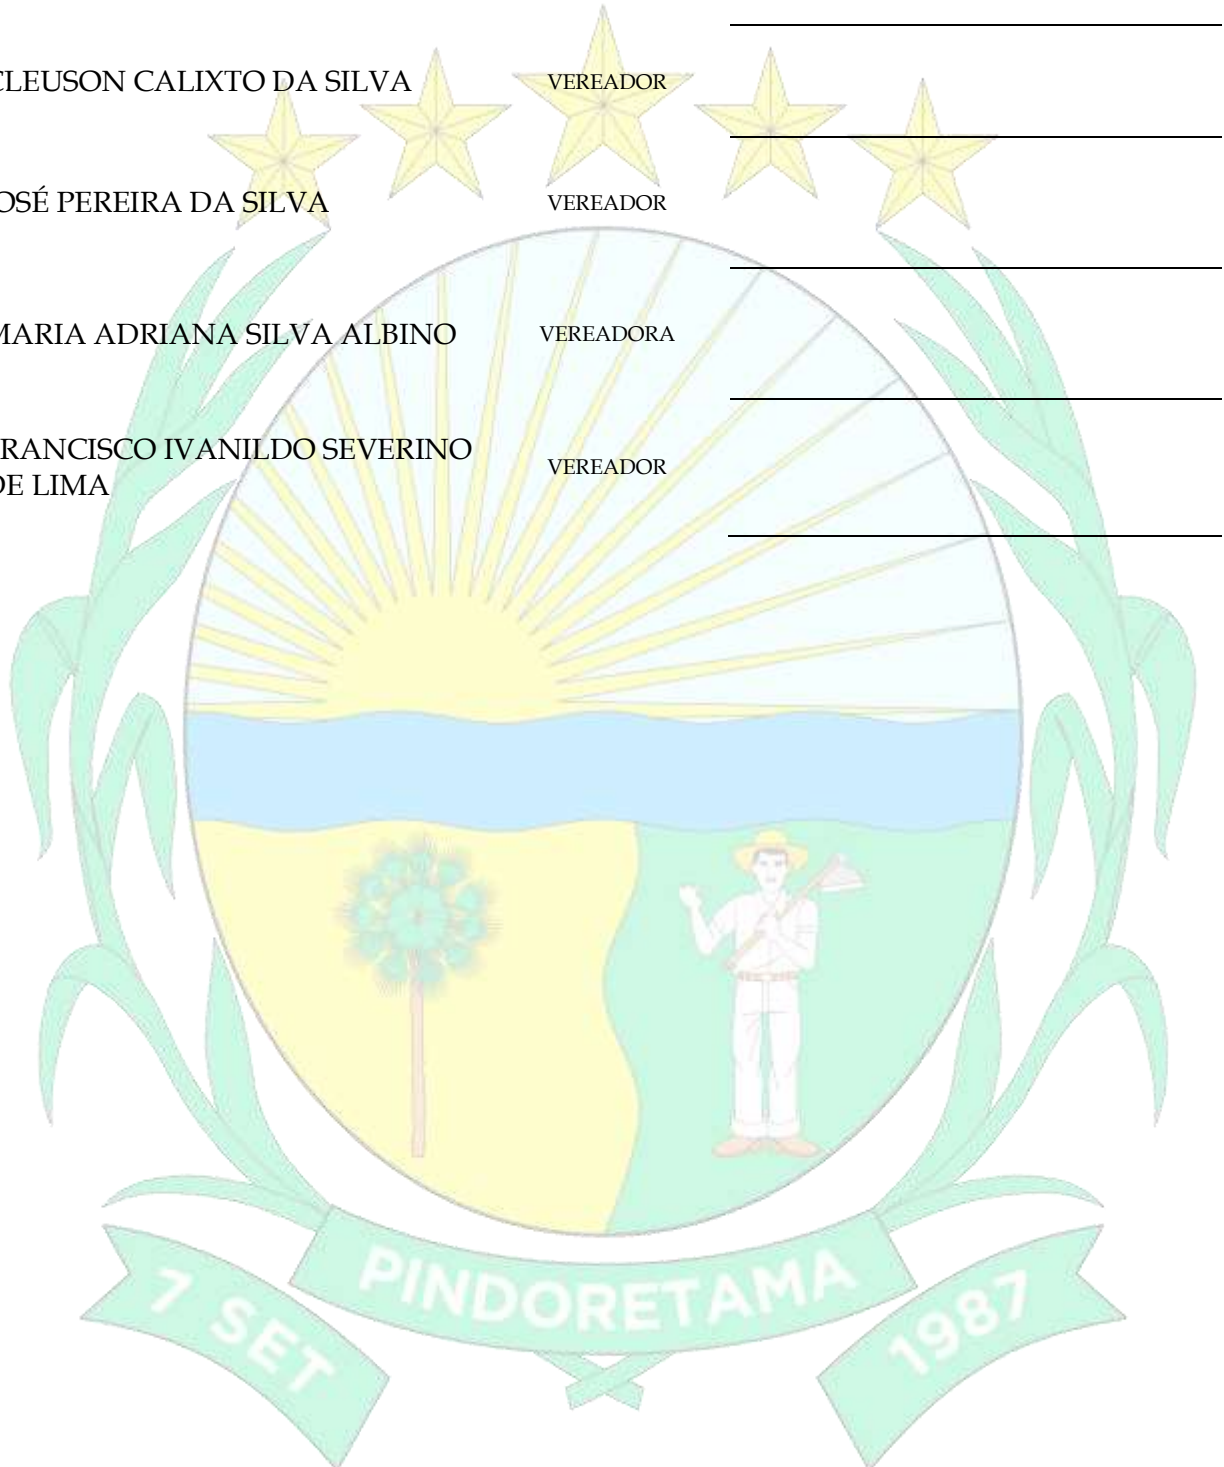 CLEUSON CALIXTO DA SILVA VEREADOR
OSÉ PEREIRA DA SILVA VEREADOR
MARIA ADRIANA SILVA ALBINO VEREADORA
RANCISCO IVANILDO SEVERINO
DE LIMA VEREADOR
PINDORETAMA
7 SET 1987